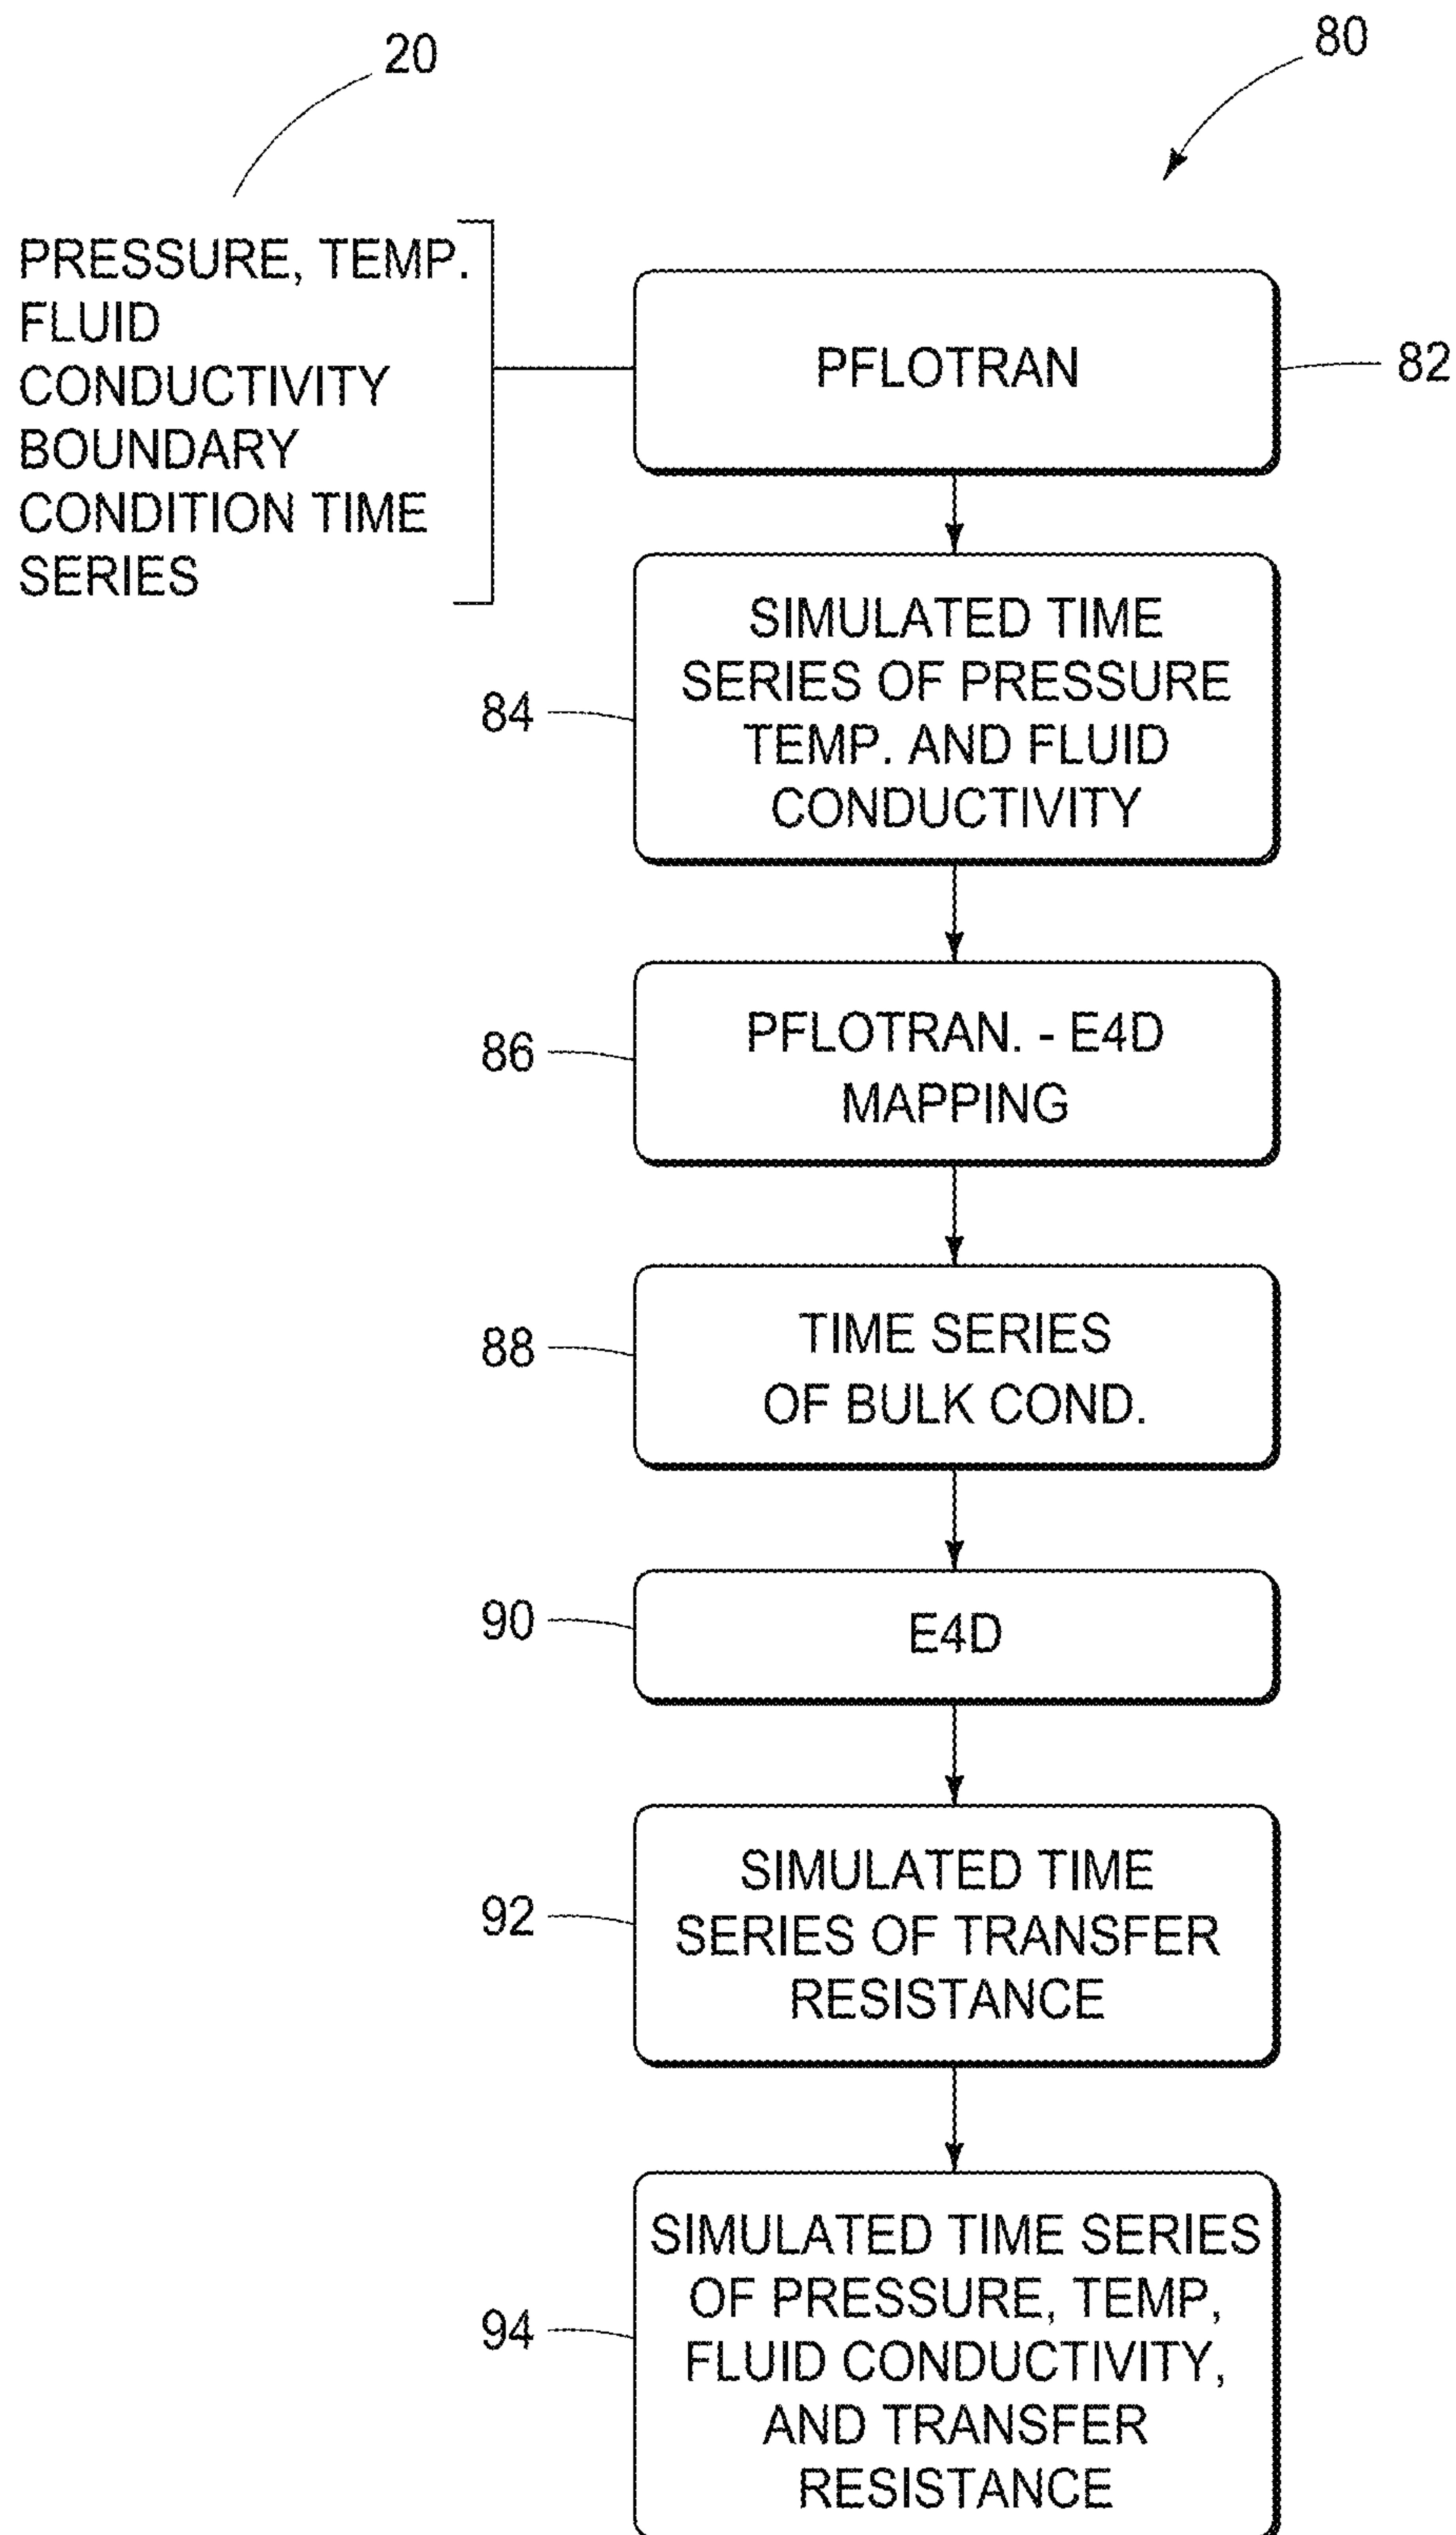 20
80
PRESSURE, TEMP.
FLUID
CONDUCTIVITY
BOUNDARY
CONDITION TIME
SERIES
PFLOTRAN
82
SIMULATED TIME
SERIES OF PRESSURE
TEMP. AND FLUID
CONDUCTIVITY
84
PFLOTRAN. - E4D
MAPPING
86
TIME SERIES
OF BULK COND.
88
E4D
90
SIMULATED TIME
SERIES OF TRANSFER
RESISTANCE
92
SIMULATED TIME SERIES
OF PRESSURE, TEMP,
FLUID CONDUCTIVITY,
AND TRANSFER
RESISTANCE
94